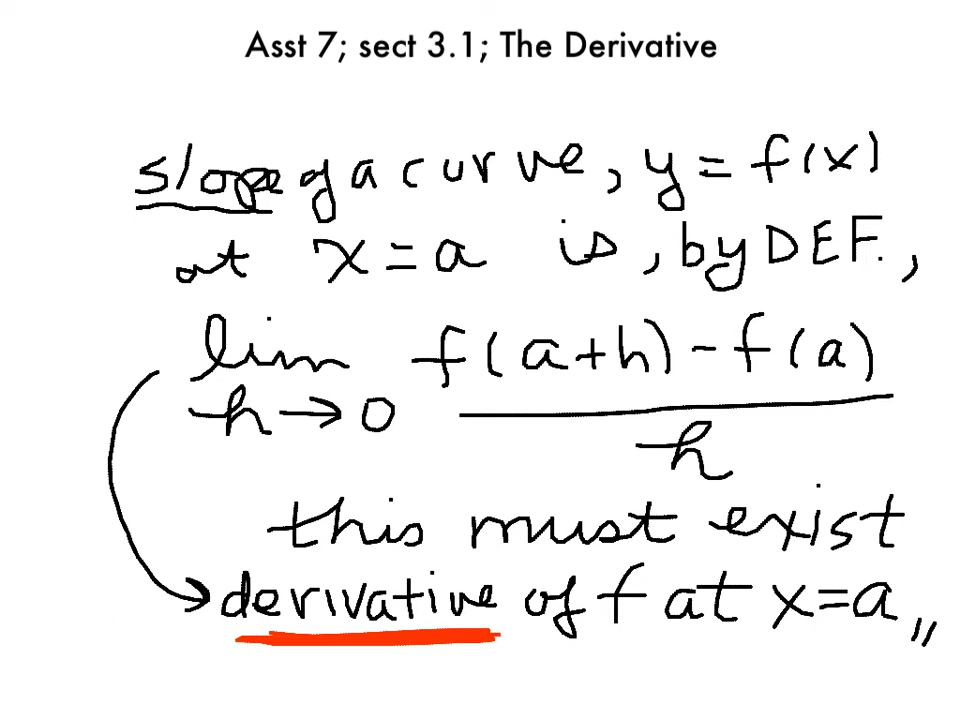 Asst 7; sect 3.1; The Derivative
slope of a curve, y = f(x)
at x = a is, by DEF.,
lim f(a+h) - f(a)
h → 0 h
this must exist
→ derivative of f at x=a,,